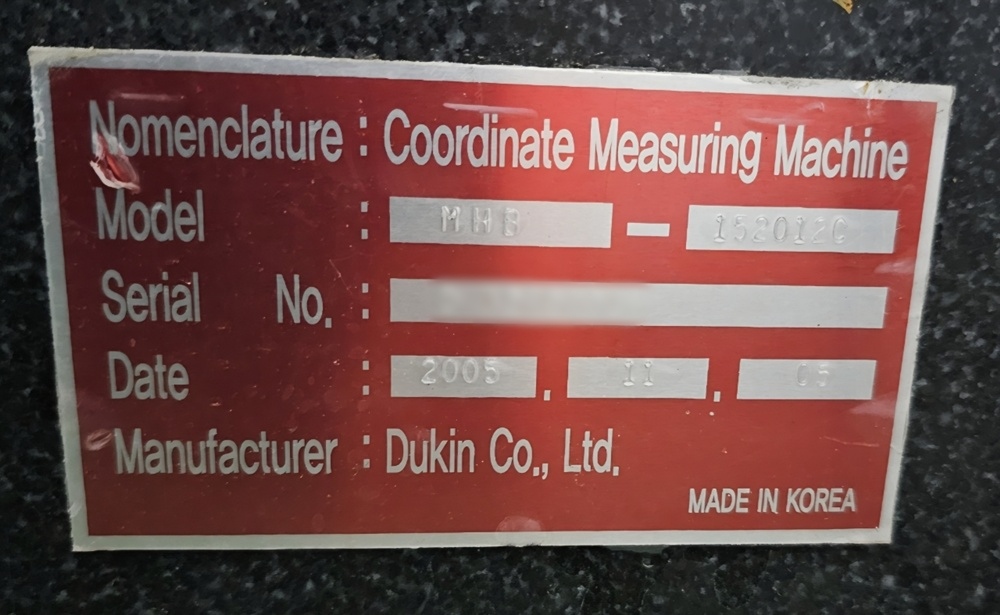 Nomenclature : Coordinate Measuring Machine
Model : MHB - 152012C
Serial No. :
Date : 2005 . 11 . 05
Manufacturer : Dukin Co., Ltd.
MADE IN KOREA